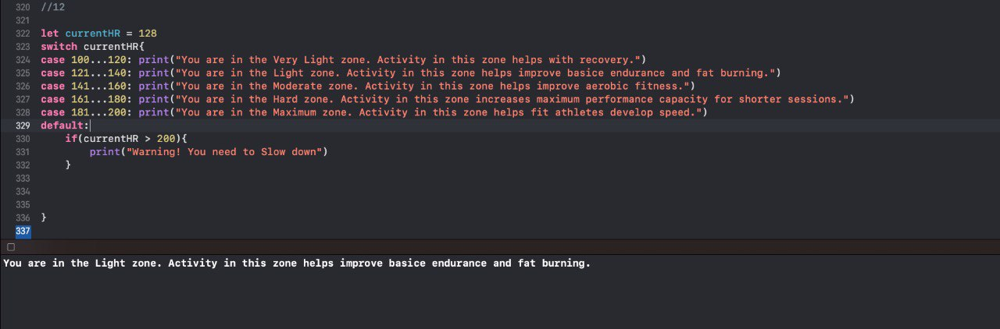 320 //12
321
322 let currentHR = 128
323 switch currentHR{
324 case 100...120: print("You are in the Very Light zone. Activity in this zone helps with recovery.")
325 case 121...140: print("You are in the Light zone. Activity in this zone helps improve basice endurance and fat burning.")
326 case 141...160: print("You are in the Moderate zone. Activity in this zone helps improve aerobic fitness.")
327 case 161...180: print("You are in the Hard zone. Activity in this zone increases maximum performance capacity for shorter sessions.")
328 case 181...200: print("You are in the Maximum zone. Activity in this zone helps fit athletes develop speed.")
329 default:
330     if(currentHR > 200){
331         print("Warning! You need to Slow down")
332     }
333
334
335
336 }
337
You are in the Light zone. Activity in this zone helps improve basice endurance and fat burning.